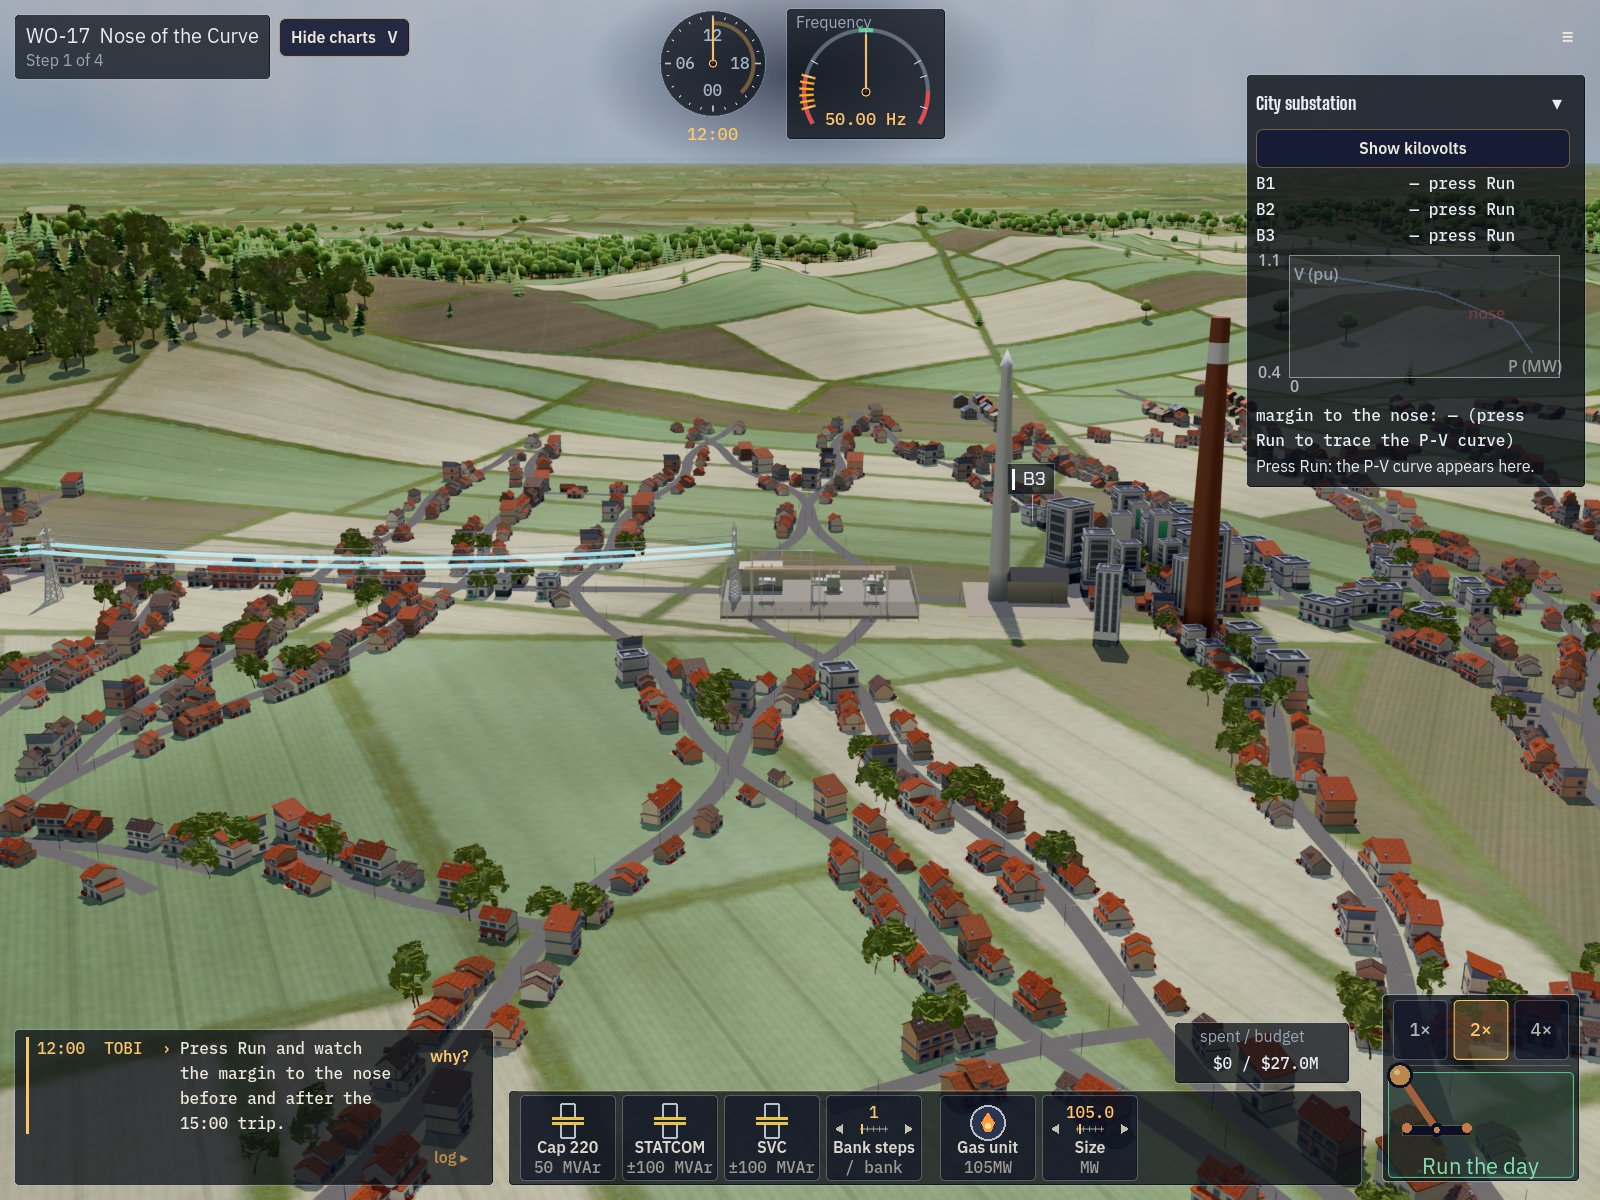 WO-17 Nose of the Curve
Step 1 of 4
Hide charts V
12
06
18
00
12:00
Frequency
50.00 Hz
≡
City substation ▼
Show kilovolts
B1 — press Run
B2 — press Run
B3 — press Run
1.1
V (pu)
nose
P (MW)
0.4
0
margin to the nose: — (press
Run to trace the P-V curve)
Press Run: the P-V curve appears here.
B3
12:00 TOBI › Press Run and watch
the margin to the nose
before and after the
15:00 trip.
why?
log ▸
Cap 220
50 MVAr
STATCOM
±100 MVAr
SVC
±100 MVAr
1
Bank steps
/ bank
Gas unit
105MW
105.0
Size
MW
spent / budget
$0 / $27.0M
1×
2×
4×
Run the day